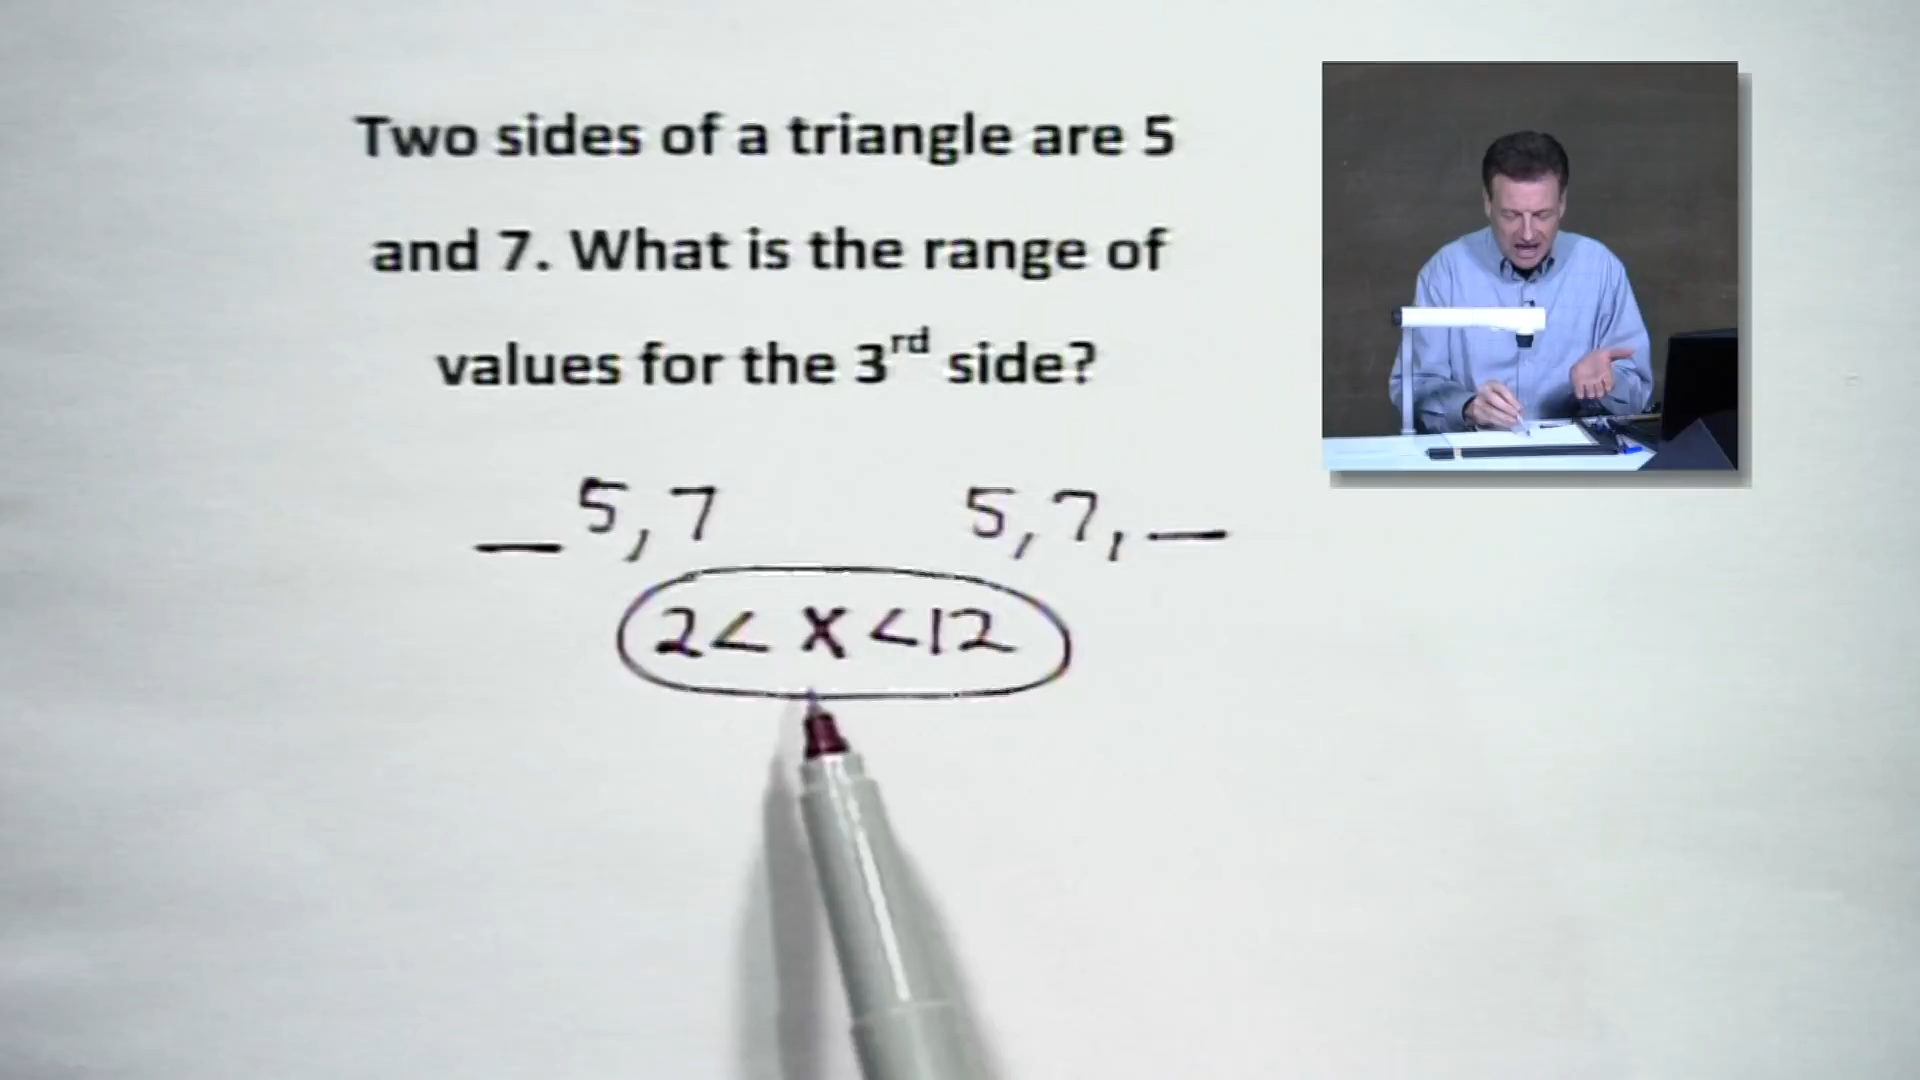 Two sides of a triangle are 5
and 7. What is the range of
values for the 3rd side?
_ 5, 7 5, 7, _
2 < x < 12